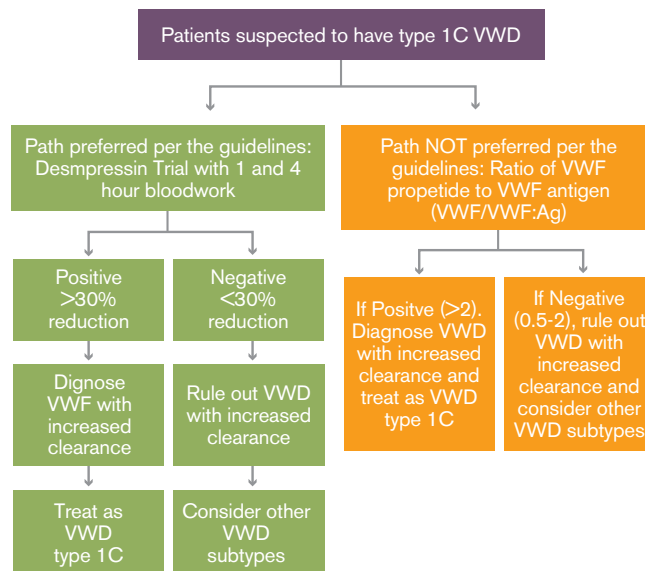 Patients suspected to have type 1C VWD
Path preferred per the guidelines:
Desmpressin Trial with 1 and 4
hour bloodwork
Path NOT preferred per the
guidelines: Ratio of VWF
propetide to VWF antigen
(VWF/VWF:Ag)
Positive
>30%
reduction
Negative
<30%
reduction
If Positve (>2).
Diagnose VWD
with increased
clearance and
treat as VWD
type 1C
If Negative
(0.5-2), rule out
VWD with
increased
clearance and
consider other
VWD subtypes
Dignose
VWF with
increased
clearance
Rule out VWD
with increased
clearance
Treat as
VWD
type 1C
Consider other
VWD
subtypes